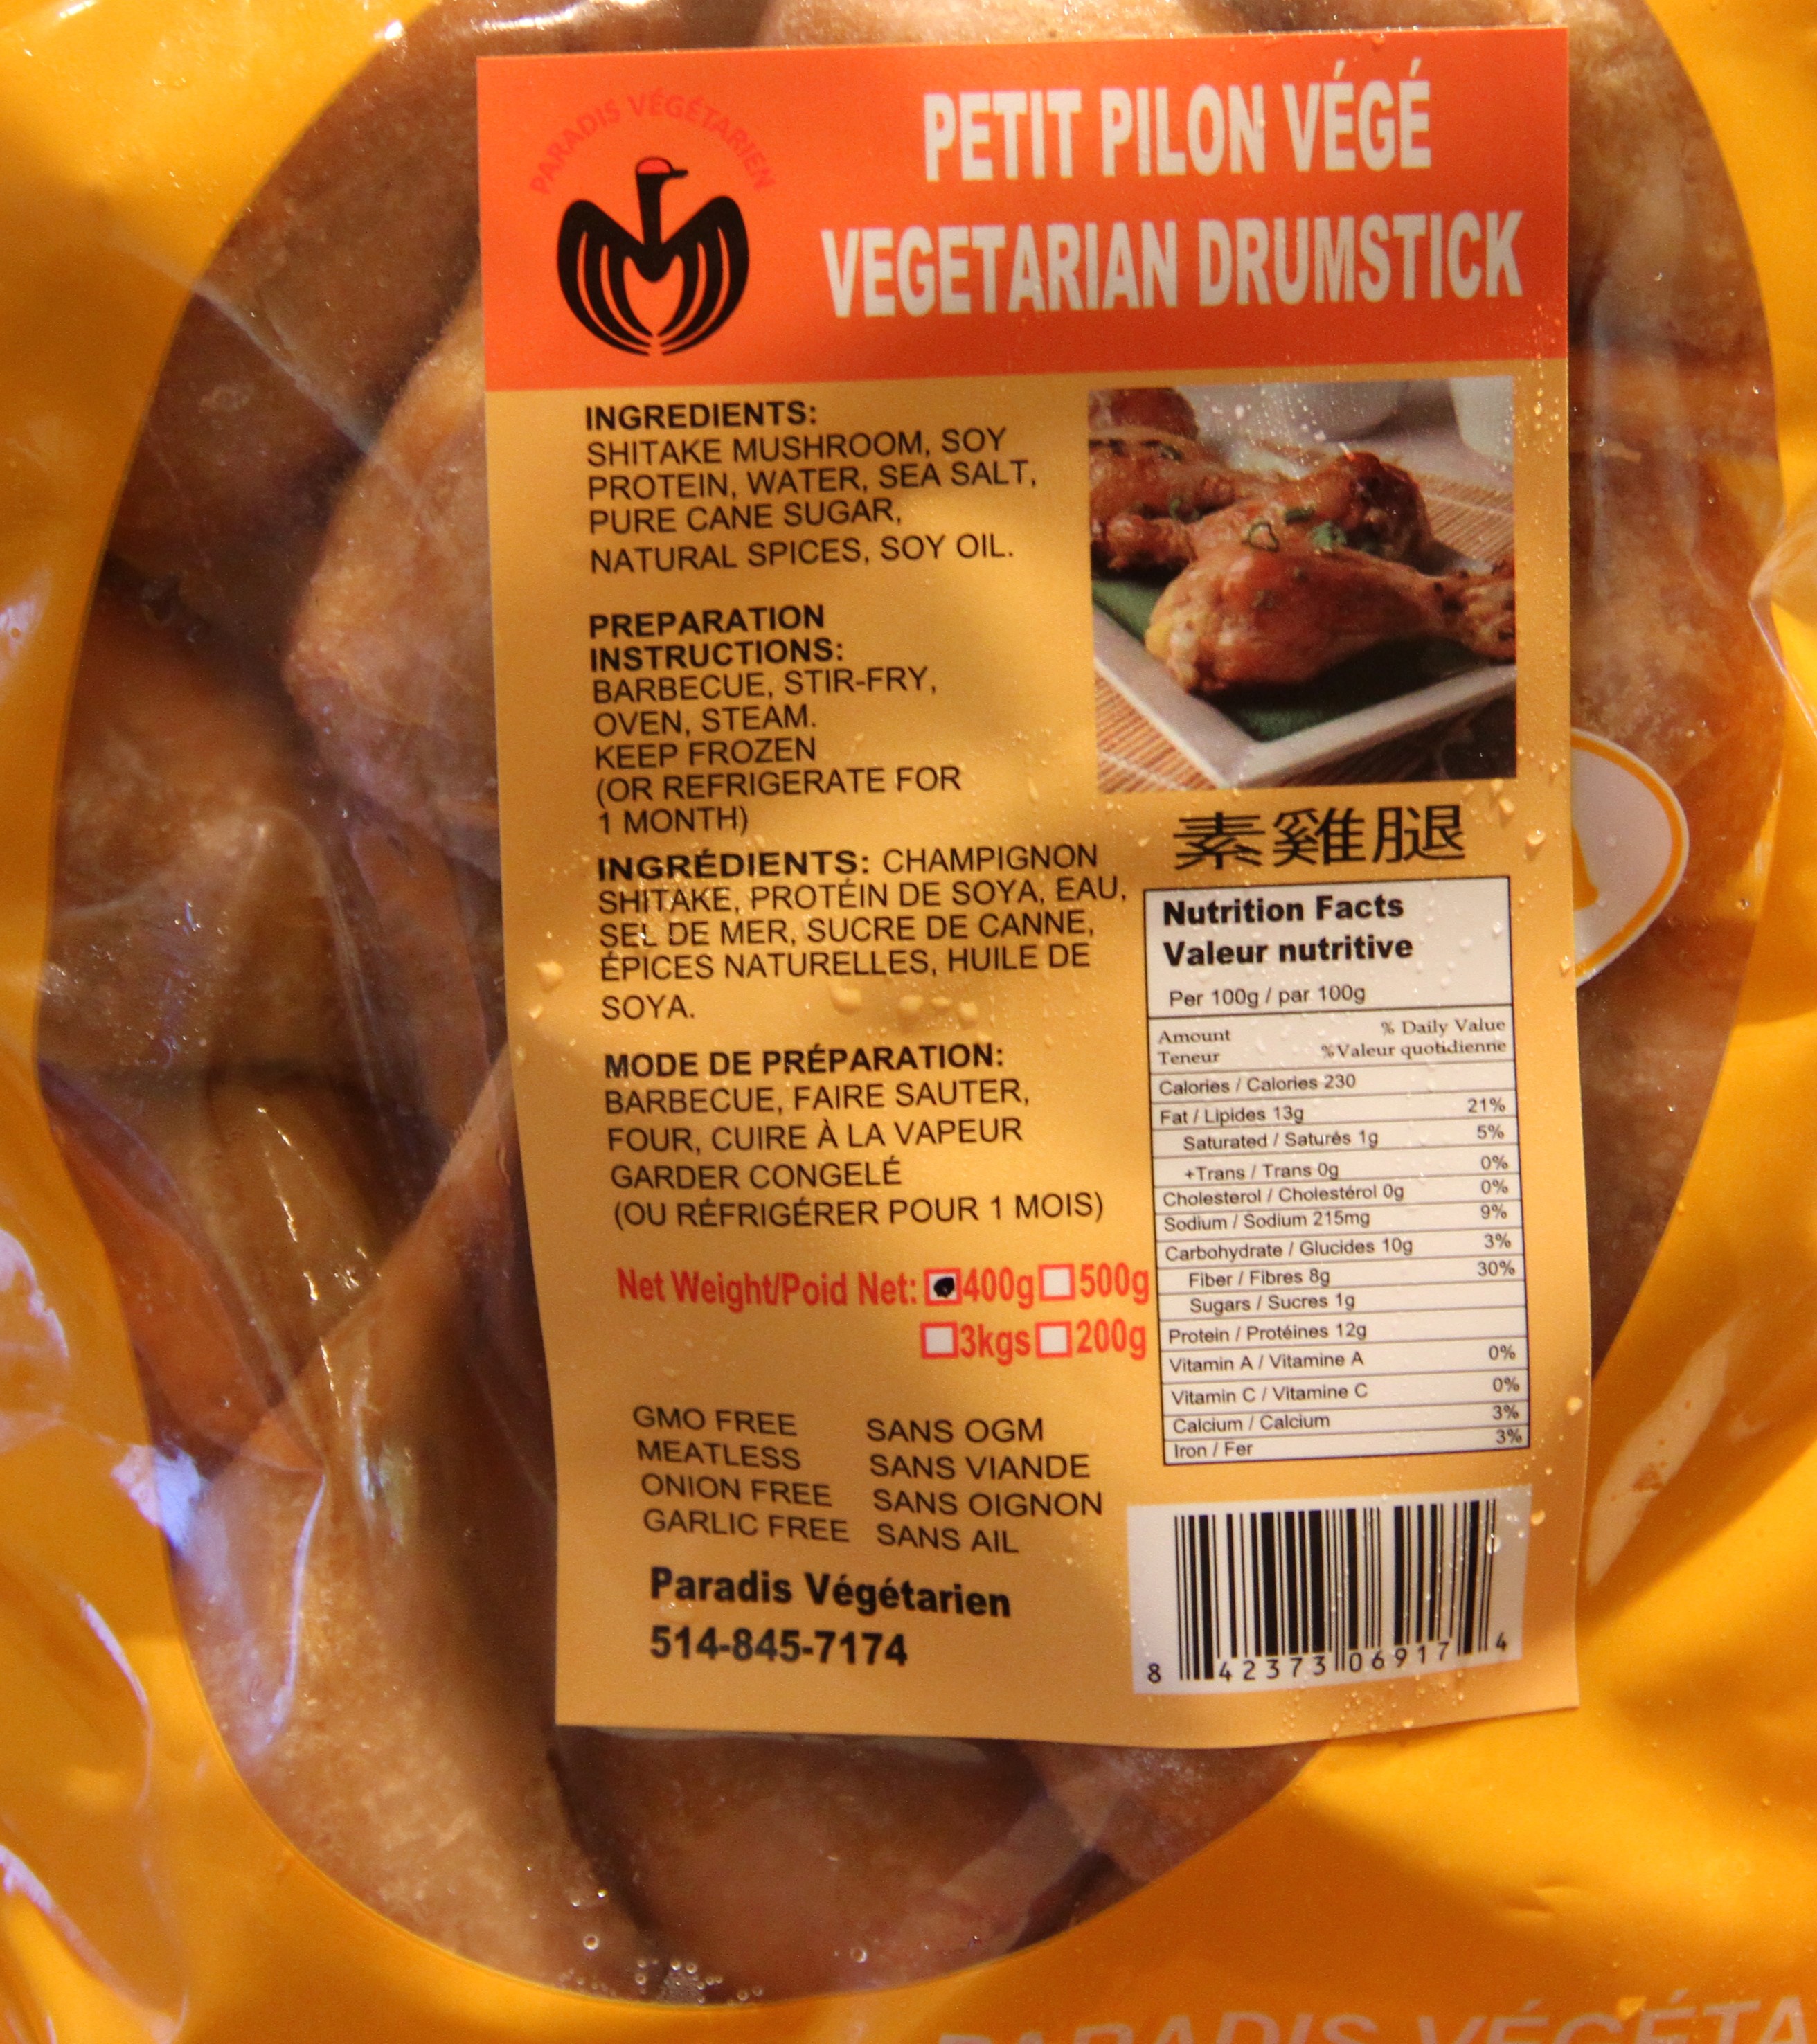 PARADIS VÉGÉTARIEN
PETIT PILON VÉGÉ
VEGETARIAN DRUMSTICK
INGREDIENTS:
SHITAKE MUSHROOM, SOY
PROTEIN, WATER, SEA SALT,
PURE CANE SUGAR,
NATURAL SPICES, SOY OIL.
PREPARATION
INSTRUCTIONS:
BARBECUE, STIR-FRY,
OVEN, STEAM.
KEEP FROZEN
(OR REFRIGERATE FOR
1 MONTH)
INGRÉDIENTS: CHAMPIGNON
SHITAKE, PROTÉIN DE SOYA, EAU,
SEL DE MER, SUCRE DE CANNE,
ÉPICES NATURELLES, HUILE DE
SOYA.
MODE DE PRÉPARATION:
BARBECUE, FAIRE SAUTER,
FOUR, CUIRE À LA VAPEUR
GARDER CONGELÉ
(OU RÉFRIGÉRER POUR 1 MOIS)
Net Weight/Poid Net: 400g 500g
3kgs 200g
GMO FREE SANS OGM
MEATLESS SANS VIANDE
ONION FREE SANS OIGNON
GARLIC FREE SANS AIL
Paradis Végétarien
514-845-7174
素雞腿
Nutrition Facts
Valeur nutritive
Per 100g / par 100g
Amount % Daily Value
Teneur %Valeur quotidienne
Calories / Calories 230
Fat / Lipides 13g 21%
Saturated / Saturés 1g 5%
+Trans / Trans 0g 0%
Cholesterol / Cholestérol 0g 0%
Sodium / Sodium 215mg 9%
Carbohydrate / Glucides 10g 3%
Fiber / Fibres 8g 30%
Sugars / Sucres 1g
Protein / Protéines 12g
Vitamin A / Vitamine A 0%
Vitamin C / Vitamine C 0%
Calcium / Calcium 3%
Iron / Fer 3%
8 42373 06917 4
PARADIS VÉGÉTA